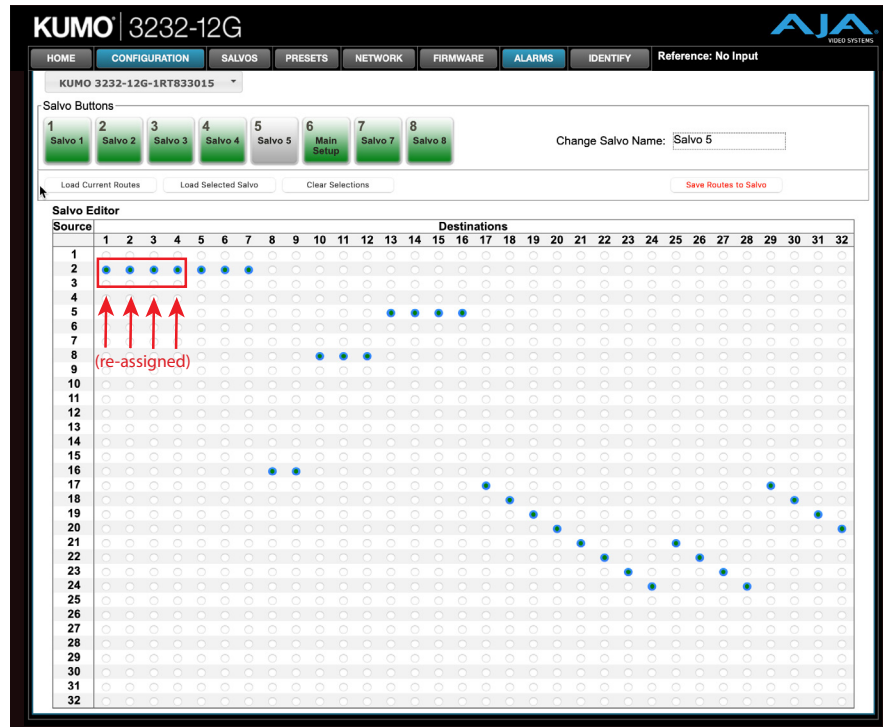 KUMO® 3232-12G
AJA
VIDEO SYSTEMS
HOME CONFIGURATION SALVOS PRESETS NETWORK FIRMWARE ALARMS IDENTIFY Reference: No Input
KUMO 3232-12G-1RT833015
Salvo Buttons
1 2 3 4 5 6 7 8
Salvo 1 Salvo 2 Salvo 3 Salvo 4 Salvo 5 Main Setup Salvo 7 Salvo 8
Change Salvo Name: Salvo 5
Load Current Routes Load Selected Salvo Clear Selections Save Routes to Salvo
Salvo Editor
Source Destinations
1 2 3 4 5 6 7 8 9 10 11 12 13 14 15 16 17 18 19 20 21 22 23 24 25 26 27 28 29 30 31 32
1
2
3
4
5
6
7
8
(re-assigned)
9
10
11
12
13
14
15
16
17
18
19
20
21
22
23
24
25
26
27
28
29
30
31
32